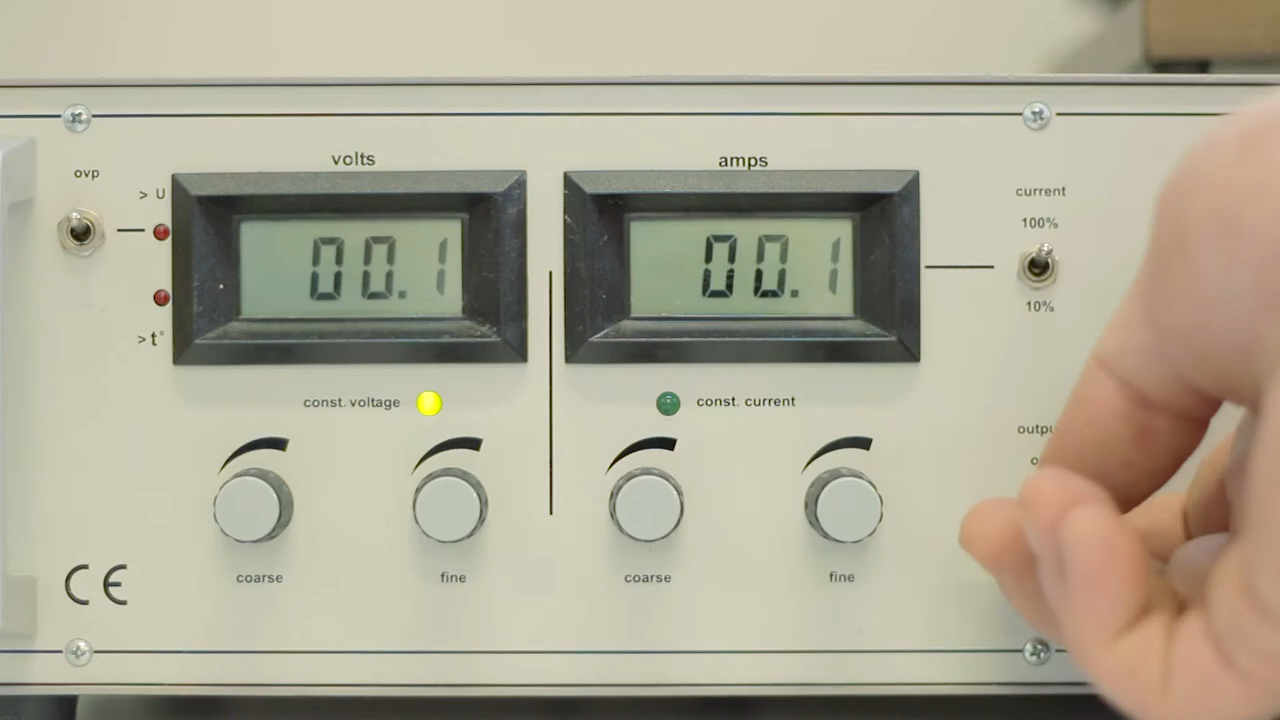 volts
amps
ovp
> U
current
100%
00.1
00.1
10%
> t°
const. voltage
const. current
coarse
fine
coarse
fine
CE